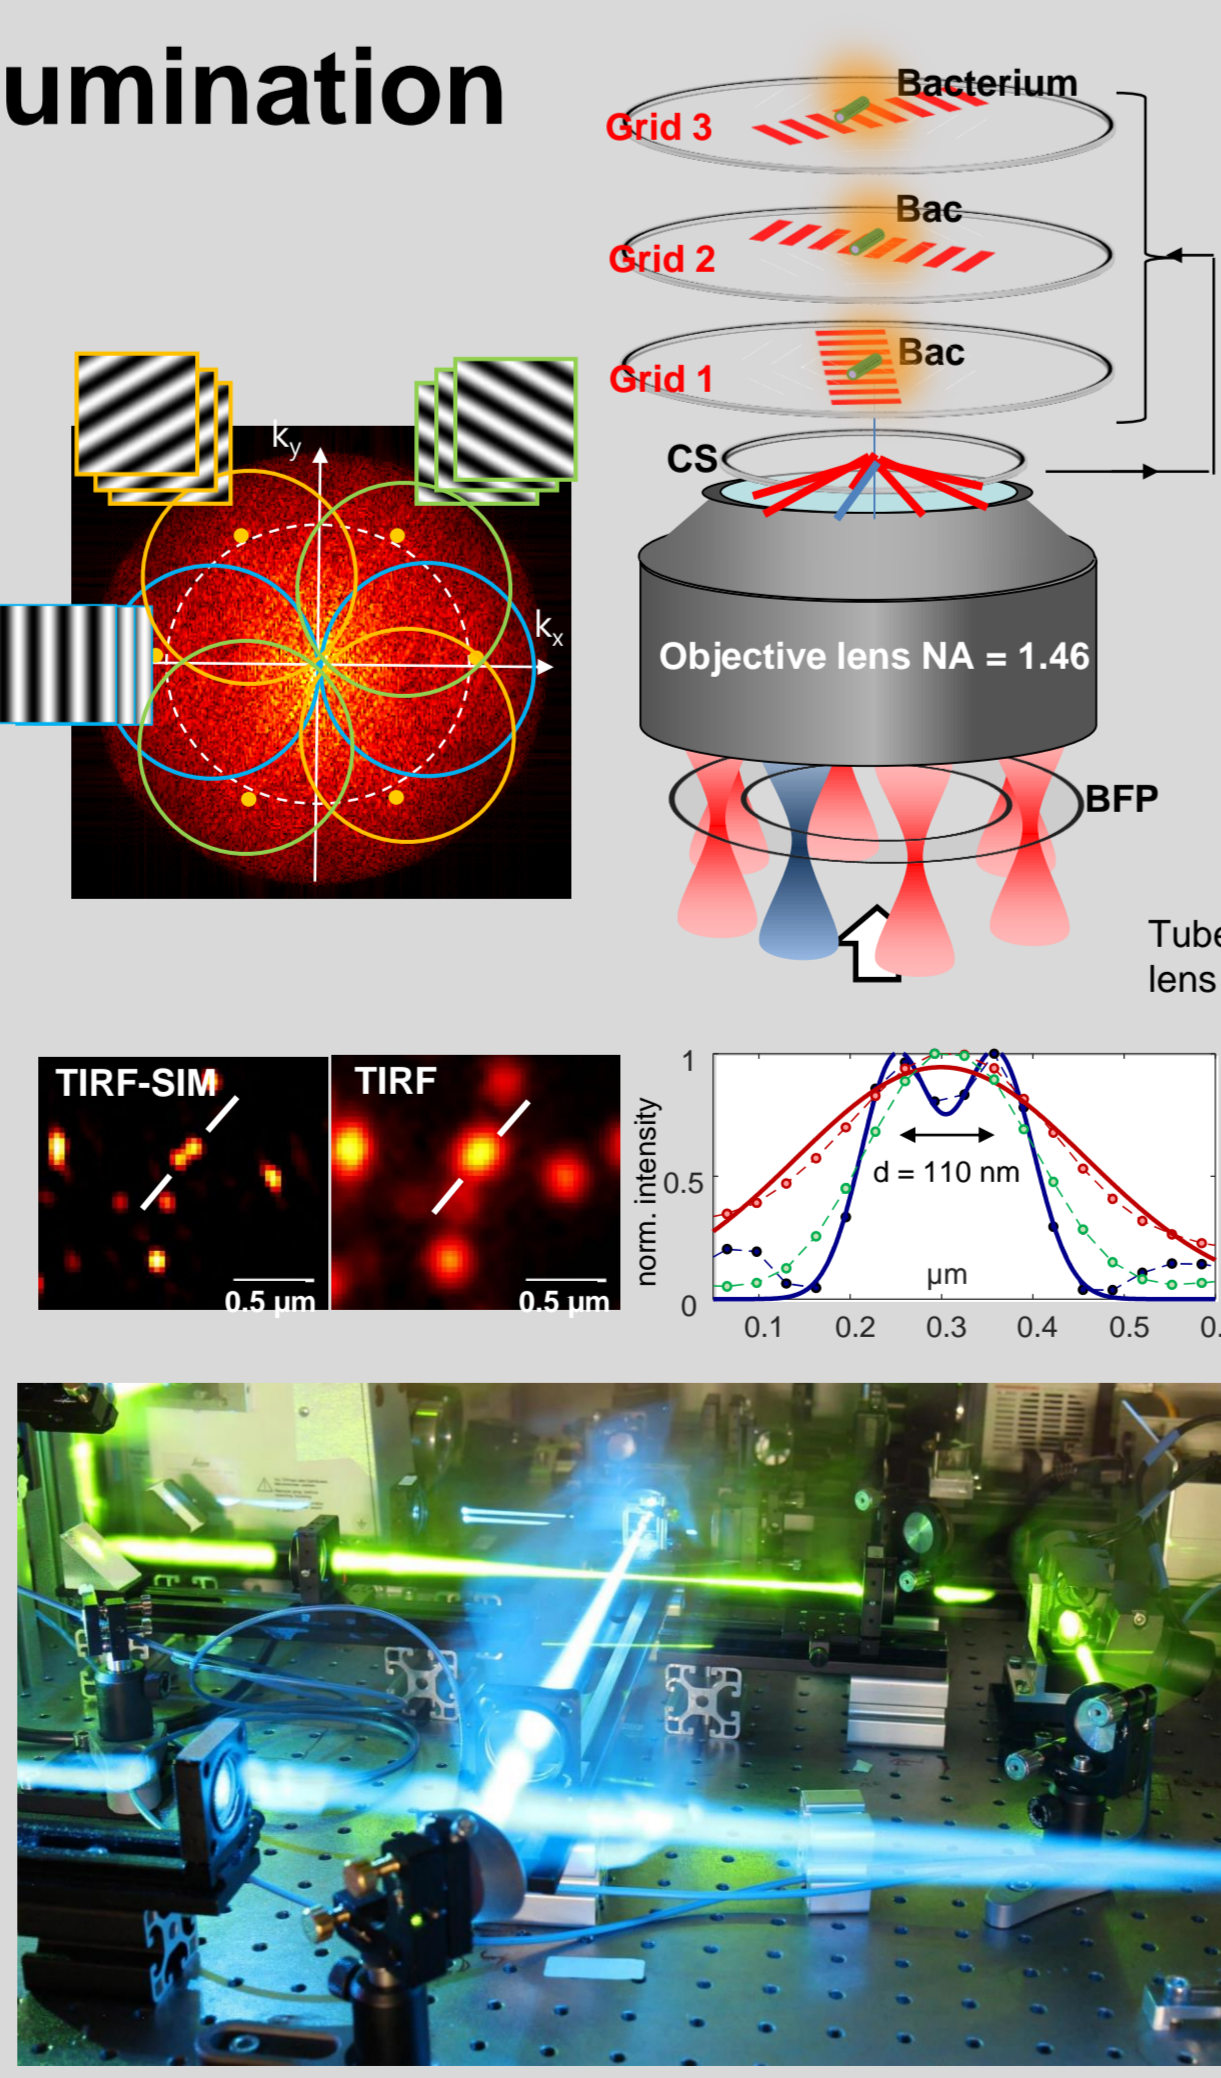 umination
Bacterium
Grid 3
Bac
Grid 2
Bac
Grid 1
CS
ky
kx
Objective lens NA = 1.46
BFP
Tube
lens
TIRF-SIM
TIRF
0.5 µm
0.5 µm
norm. intensity
1
0.5
0
d = 110 nm
µm
0.1 0.2 0.3 0.4 0.5 0.